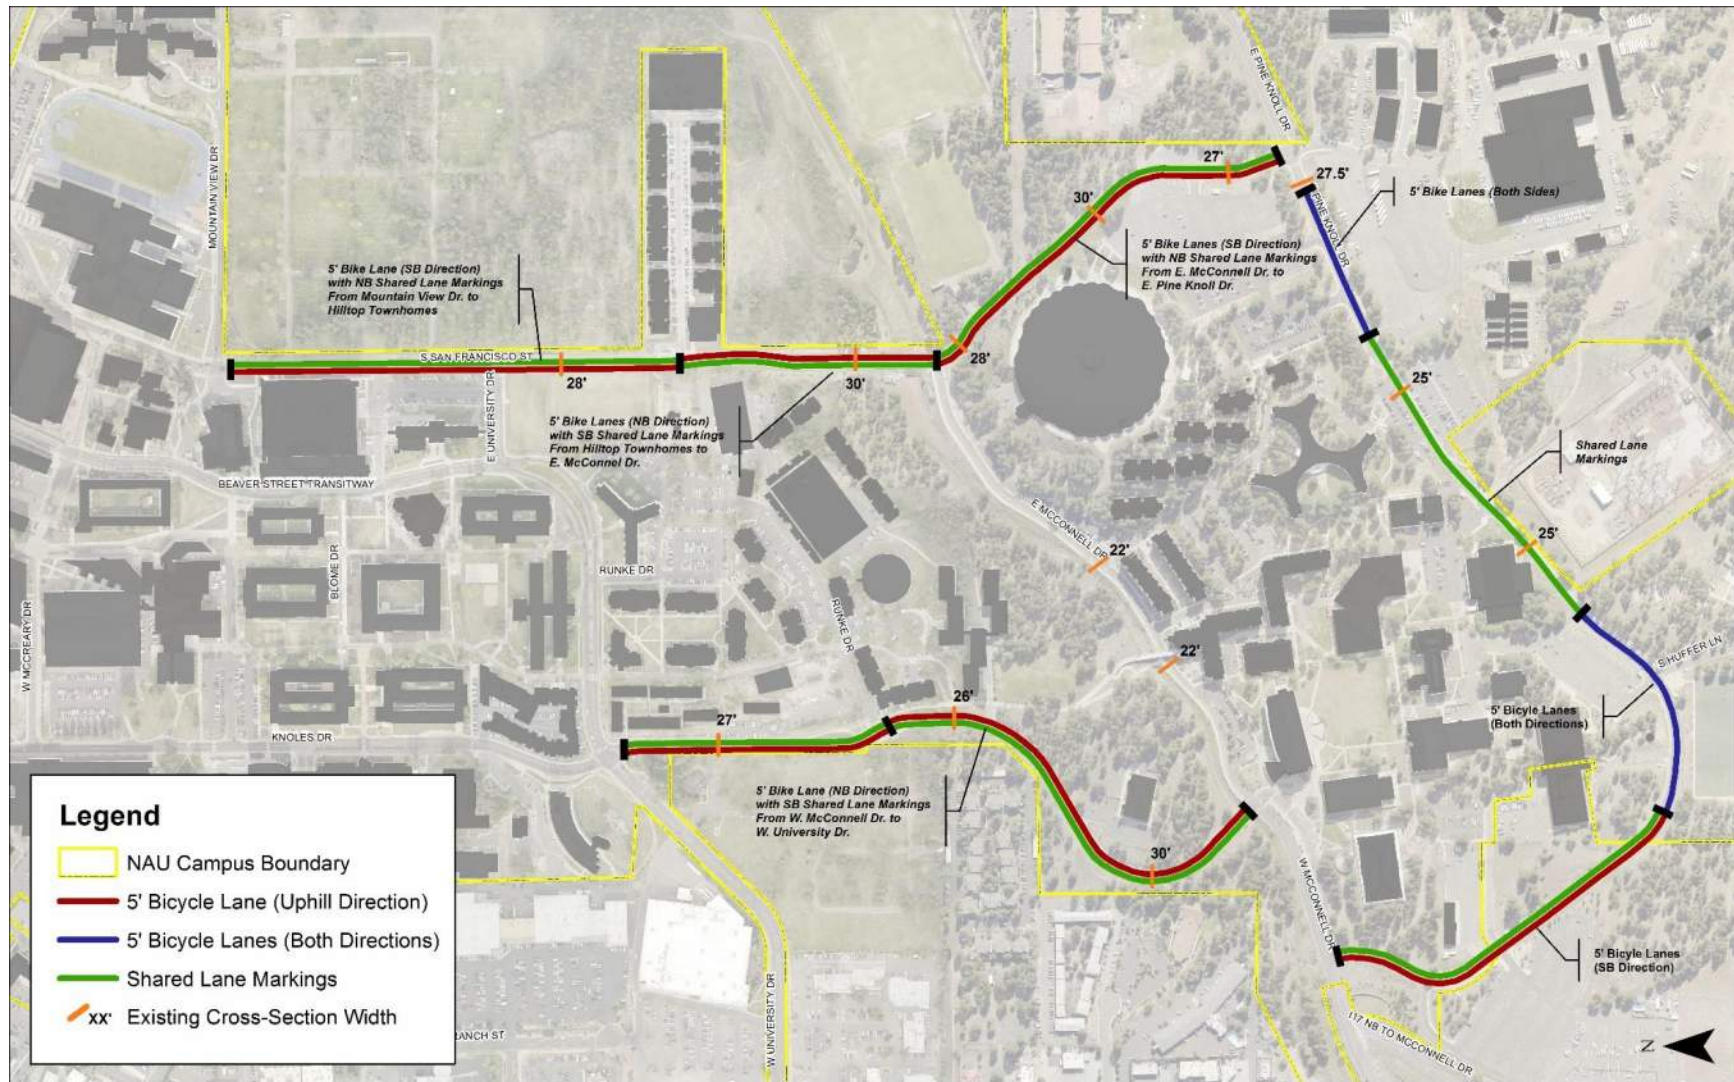 E PINE KNOLL DR
MOUNTAIN VIEW DR
27'
27.5'
PINE KNOLL DR
5' Bike Lanes (Both Sides)
30'
5' Bike Lanes (SB Direction)
with NB Shared Lane Markings
From E. McConnell Dr. to
E. Pine Knoll Dr.
5' Bike Lane (SB Direction)
with NB Shared Lane Markings
From Mountain View Dr. to
Hilltop Townhomes
S SAN FRANCISCO ST
28'
30'
28'
E UNIVERSITY DR
25'
5' Bike Lanes (NB Direction)
with SB Shared Lane Markings
From Hilltop Townhomes to
E. McConnel Dr.
Shared Lane
Markings
BEAVER STREET TRANSITWAY
E MCCONNELL DR
22'
25'
RUNKE DR
BLOME DR
W MCCREARY DR
RUNKE DR
22'
S HUFFER LN
26'
27'
KNOLES DR
5' Bicyle Lanes
(Both Directions)
5' Bike Lane (NB Direction)
with SB Shared Lane Markings
From W. McConnell Dr. to
W. University Dr.
30'
W MCCONNELL DR
5' Bicyle Lanes
(SB Direction)
W UNIVERSITY DR
I17 NB TO MCCONNELL DR
RANCH ST
N
Legend
NAU Campus Boundary
5' Bicycle Lane (Uphill Direction)
5' Bicycle Lanes (Both Directions)
Shared Lane Markings
XX' Existing Cross-Section Width